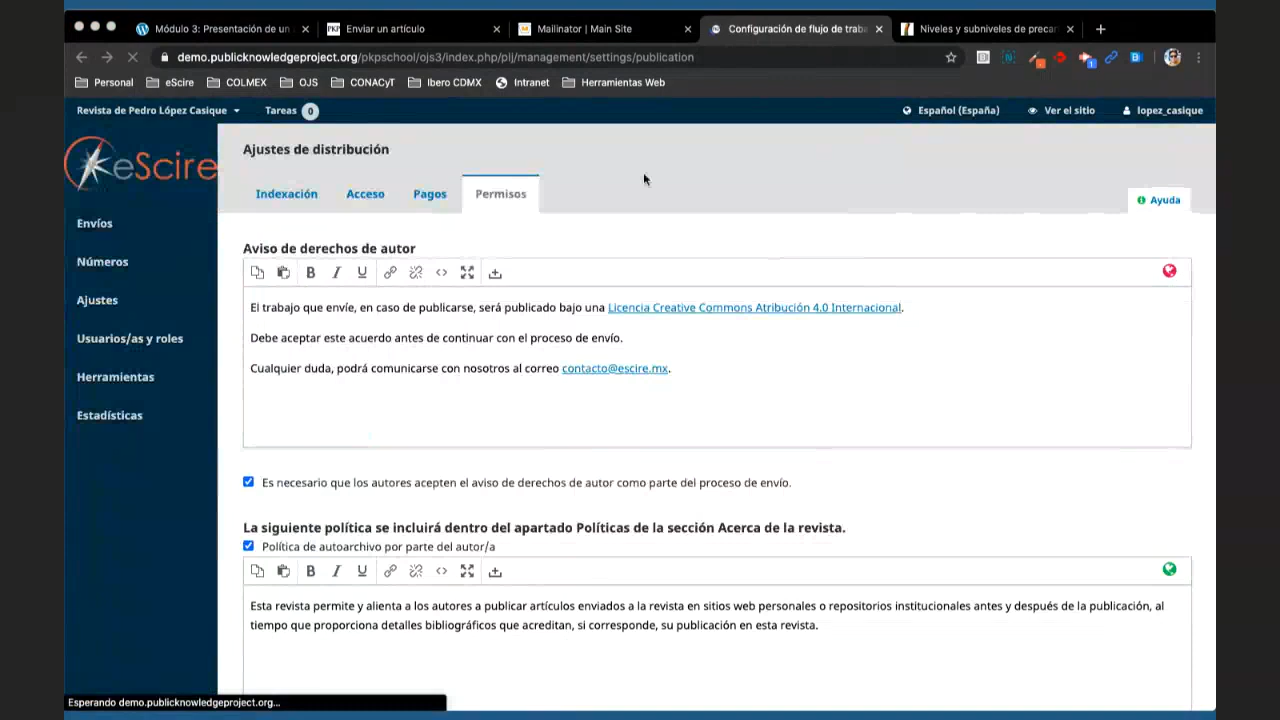 Módulo 3: Presentación de un
Enviar un artículo
Mailinator | Main Site
Configuración de flujo de traba
Niveles y subniveles de precar
demo.publicknowledgeproject.org/pkpschool/ojs3/index.php/plj/management/settings/publication
Personal
eScire
COLMEX
OJS
CONACyT
Ibero CDMX
Intranet
Herramientas Web
Revista de Pedro López Casique
Tareas 0
Español (España)
Ver el sitio
lopez_casique
eScire
Envíos
Números
Ajustes
Usuarios/as y roles
Herramientas
Estadísticas
Ajustes de distribución
Indexación
Acceso
Pagos
Permisos
Ayuda
Aviso de derechos de autor
B I U
El trabajo que envíe, en caso de publicarse, será publicado bajo una Licencia Creative Commons Atribución 4.0 Internacional.
Debe aceptar este acuerdo antes de continuar con el proceso de envío.
Cualquier duda, podrá comunicarse con nosotros al correo contacto@escire.mx.
Es necesario que los autores acepten el aviso de derechos de autor como parte del proceso de envío.
La siguiente política se incluirá dentro del apartado Políticas de la sección Acerca de la revista.
Política de autoarchivo por parte del autor/a
B I U
Esta revista permite y alienta a los autores a publicar artículos enviados a la revista en sitios web personales o repositorios institucionales antes y después de la publicación, al
tiempo que proporciona detalles bibliográficos que acreditan, si corresponde, su publicación en esta revista.
Esperando demo.publicknowledgeproject.org...